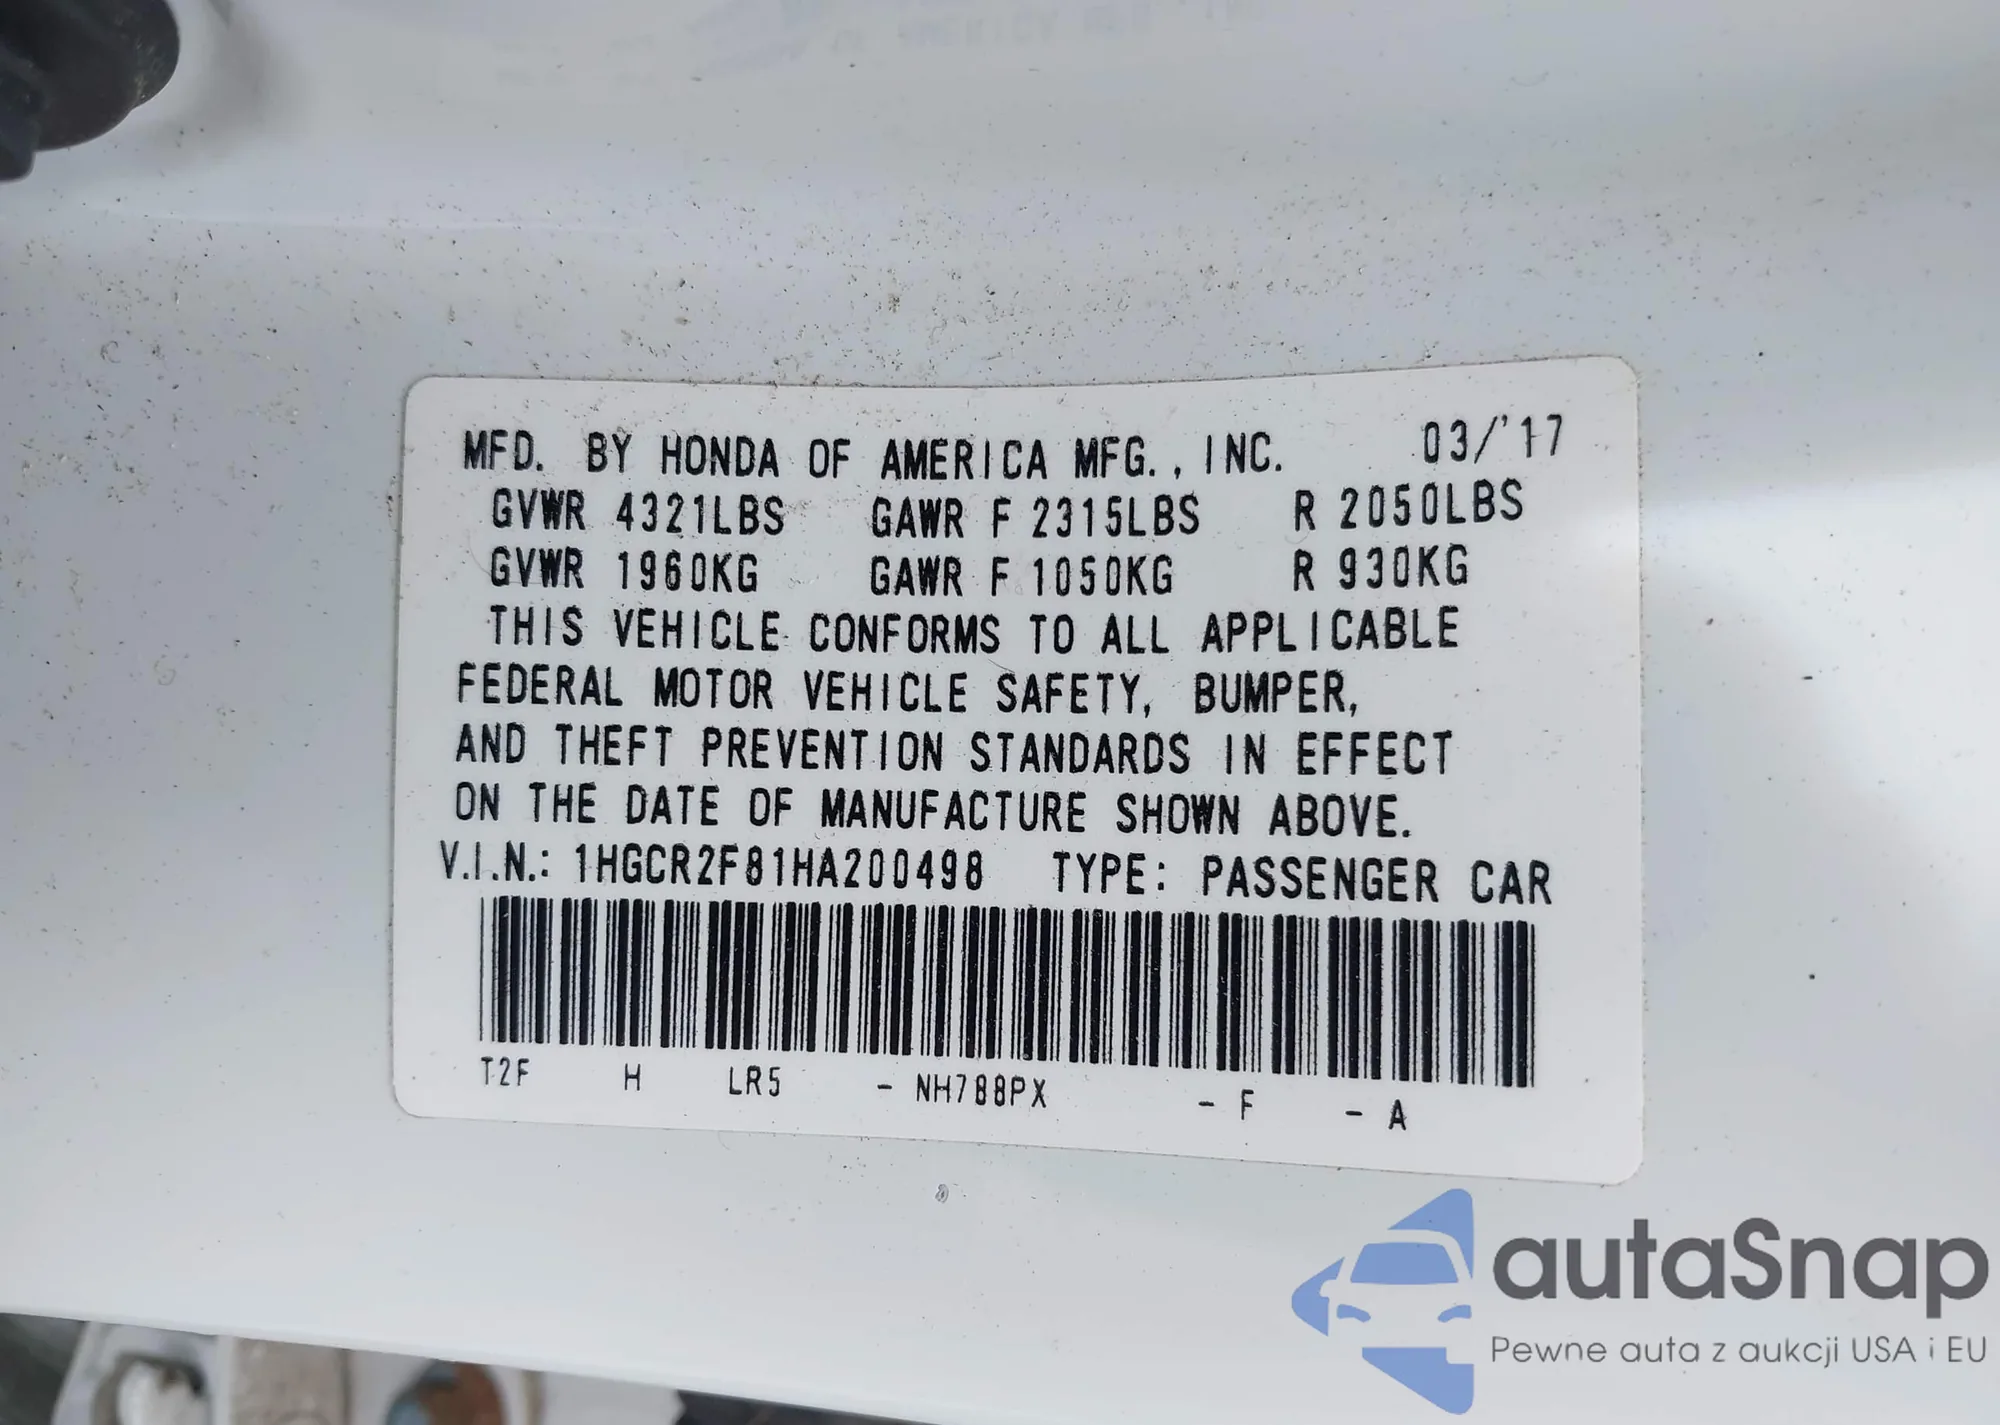 MFD. BY HONDA OF AMERICA MFG., INC. 03/'17
GVWR 4321LBS GAWR F 2315LBS R 2050LBS
GVWR 1960KG GAWR F 1050KG R 930KG
THIS VEHICLE CONFORMS TO ALL APPLICABLE
FEDERAL MOTOR VEHICLE SAFETY, BUMPER,
AND THEFT PREVENTION STANDARDS IN EFFECT
ON THE DATE OF MANUFACTURE SHOWN ABOVE.
V.I.N.: 1HGCR2F81HA200498 TYPE: PASSENGER CAR
T2F H LR5 - NH788PX - F - A
autaSnap
Pewne auta z aukcji USA i EU